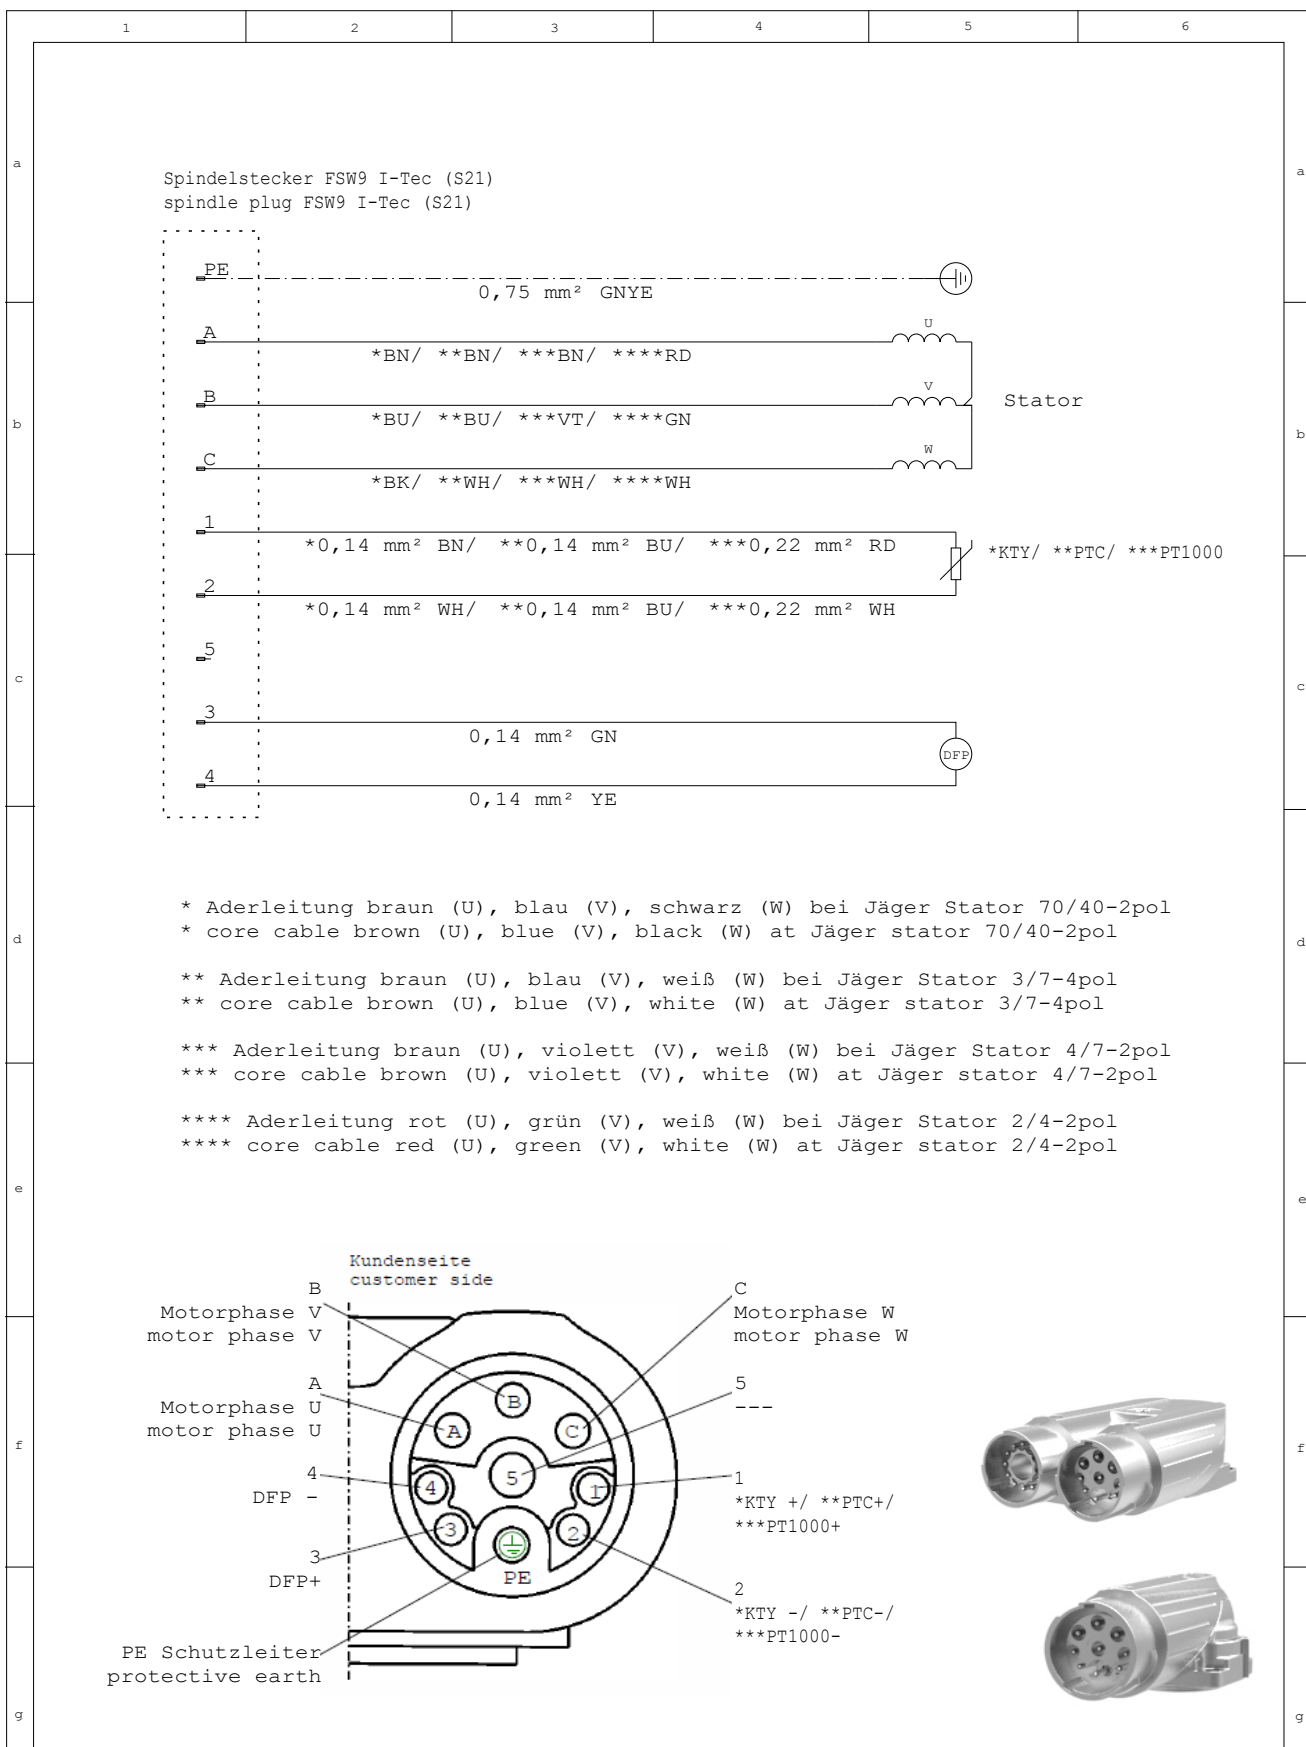 1 2 3 4 5 6
a a
Spindelstecker FSW9 I-Tec (S21)
spindle plug FSW9 I-Tec (S21)
PE
0,75 mm² GNYE
A U
*BN/ **BN/ ***BN/ ****RD
B V
Stator
*BU/ **BU/ ***VT/ ****GN
b b
C W
*BK/ **WH/ ***WH/ ****WH
1
*0,14 mm² BN/ **0,14 mm² BU/ ***0,22 mm² RD
*KTY/ **PTC/ ***PT1000
2
*0,14 mm² WH/ **0,14 mm² BU/ ***0,22 mm² WH
5
c c
3
0,14 mm² GN
DFP
4
0,14 mm² YE
* Aderleitung braun (U), blau (V), schwarz (W) bei Jäger Stator 70/40-2pol
* core cable brown (U), blue (V), black (W) at Jäger stator 70/40-2pol
d d
** Aderleitung braun (U), blau (V), weiß (W) bei Jäger Stator 3/7-4pol
** core cable brown (U), blue (V), white (W) at Jäger stator 3/7-4pol
*** Aderleitung braun (U), violett (V), weiß (W) bei Jäger Stator 4/7-2pol
*** core cable brown (U), violett (V), white (W) at Jäger stator 4/7-2pol
**** Aderleitung rot (U), grün (V), weiß (W) bei Jäger Stator 2/4-2pol
**** core cable red (U), green (V), white (W) at Jäger stator 2/4-2pol
e e
Kundenseite
customer side
B
Motorphase V
motor phase V
C
Motorphase W
motor phase W
A
Motorphase U
motor phase U
5
---
B
A C
f f
5
4 1
3 2
PE
4
DFP -
1
*KTY +/ **PTC+/
***PT1000+
3
DFP+
2
*KTY -/ **PTC-/
***PT1000-
PE Schutzleiter
protective earth
g g